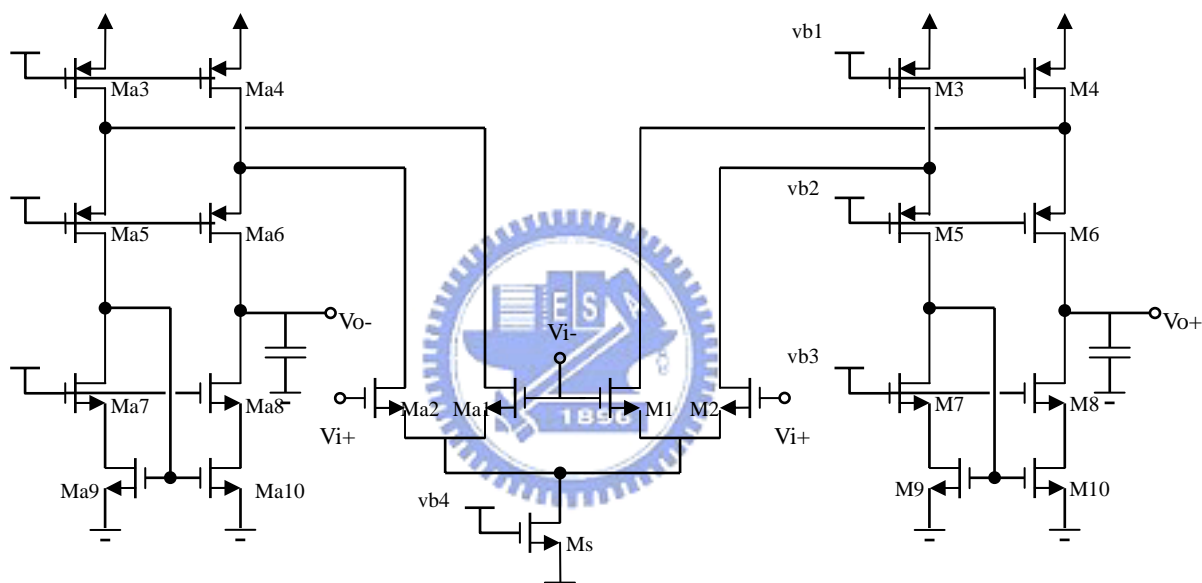 vb1
Ma3 Ma4 M3 M4
vb2
Ma5 Ma6 M5 M6
E S A
Vo- Vi- Vo+
vb3
Ma7 Ma8 Ma2 Ma1 M1 M2 M7 M8
1896
Vi+ Vi+
Ma9 Ma10 M9 M10
vb4
Ms